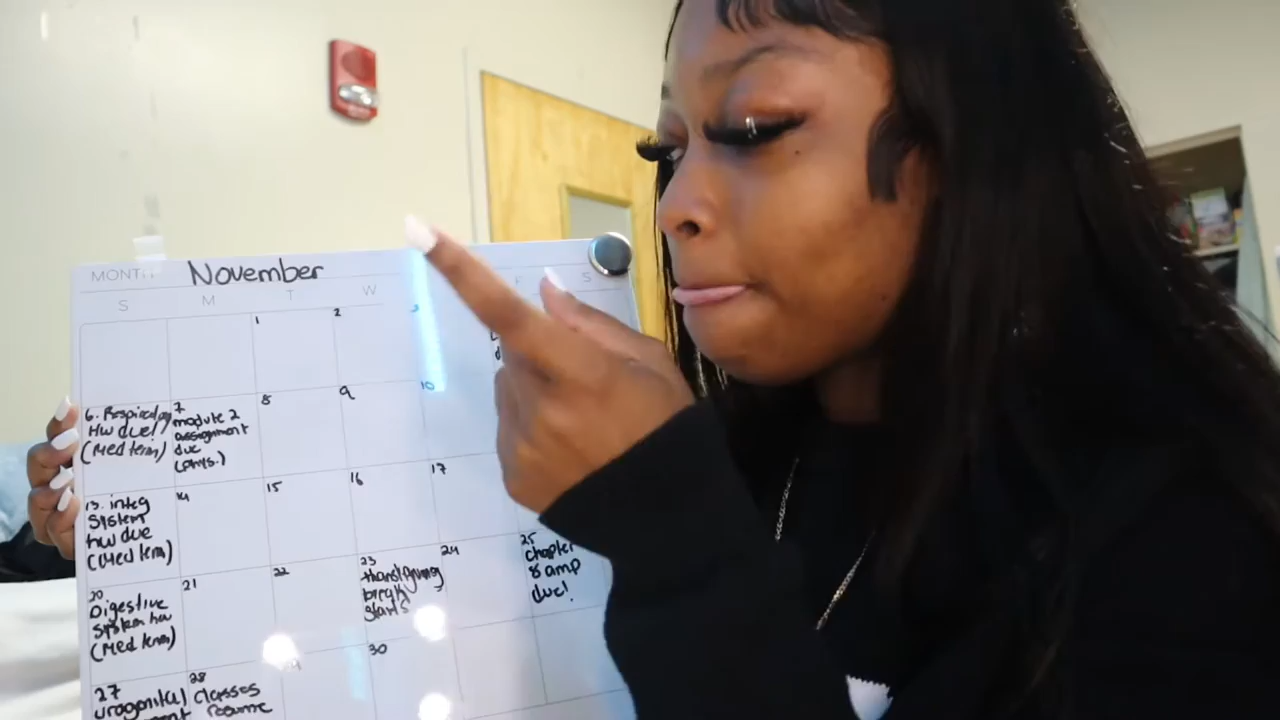 MONTH November
S M T W F S
1 2 3
6. Respiratory
HW due!
(Med term)
7
module 2
assignment
due
(phys.)
8
9
10
13. integ
System
hw due
(Med term)
14
15
16
17
20
Digestive
System hw
(Med term)
21
22
23
thanksgiving
break
starts
24
25
chapter
8 amp
due!
27
urogenital
28
classes
resume
30